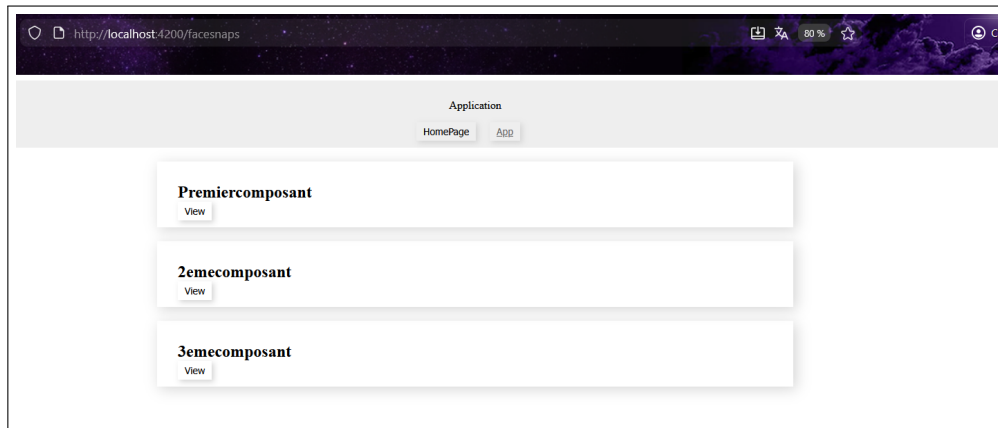 http://localhost:4200/facesnaps 80 % C
Application
HomePage App
Premiercomposant
View
2emecomposant
View
3emecomposant
View